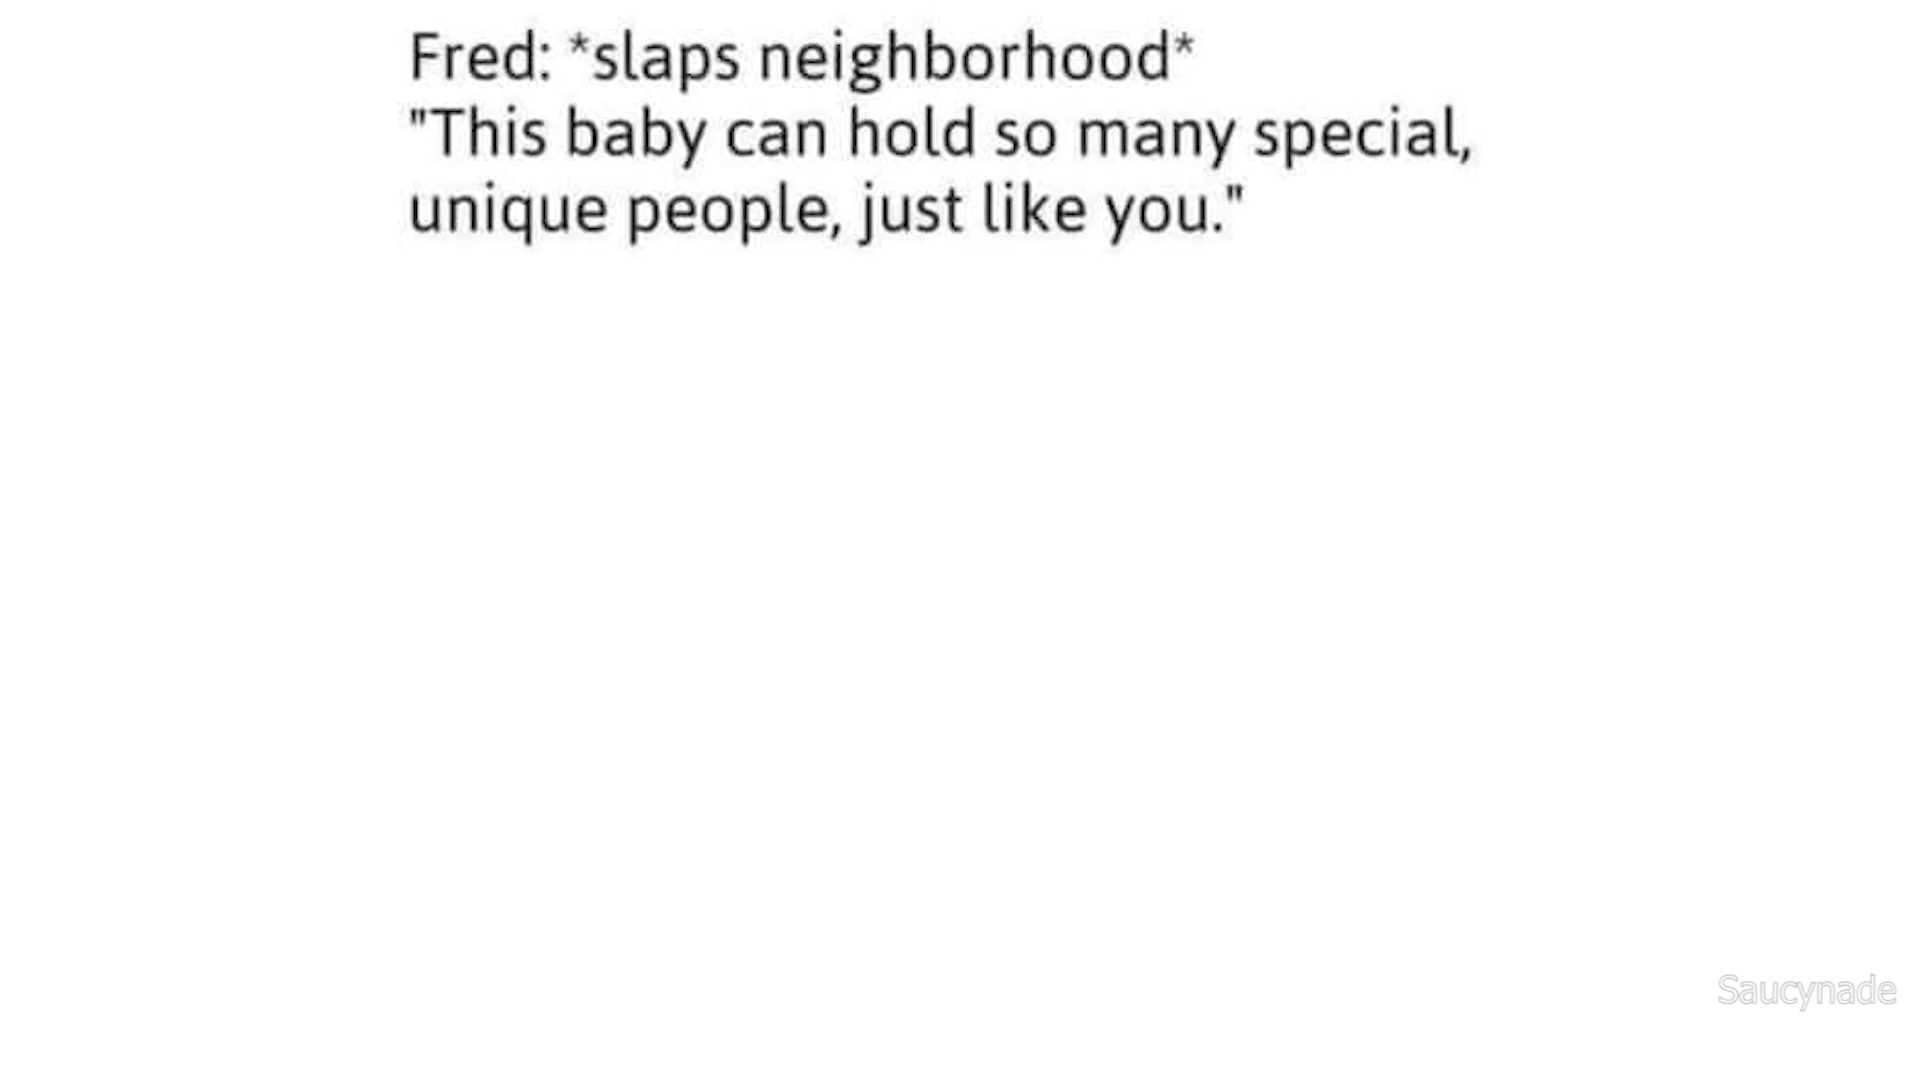 Fred: *slaps neighborhood*
"This baby can hold so many special,
unique people, just like you."
Saucynade